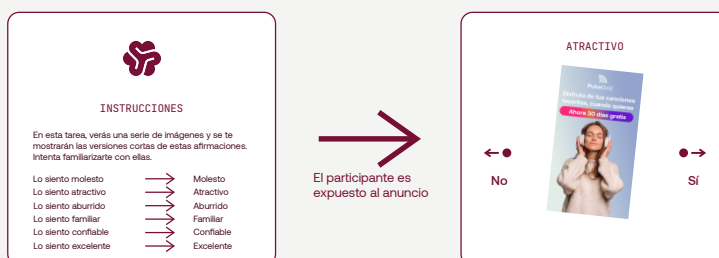 INSTRUCCIONES
En esta tarea, verás una serie de imágenes y se te
mostrarán las versiones cortas de estas afirmaciones.
Intenta familiarizarte con ellas.
Lo siento molesto Molesto
Lo siento atractivo Atractivo
Lo siento aburrido Aburrido
Lo siento familiar Familiar
Lo siento confiable Confiable
Lo siento excelente Excelente
El participante es
expuesto al anuncio
ATRACTIVO
PulseGrid
Disfruta de tus canciones
favoritas, cuando quieras
Ahora 30 días gratis
No
Sí